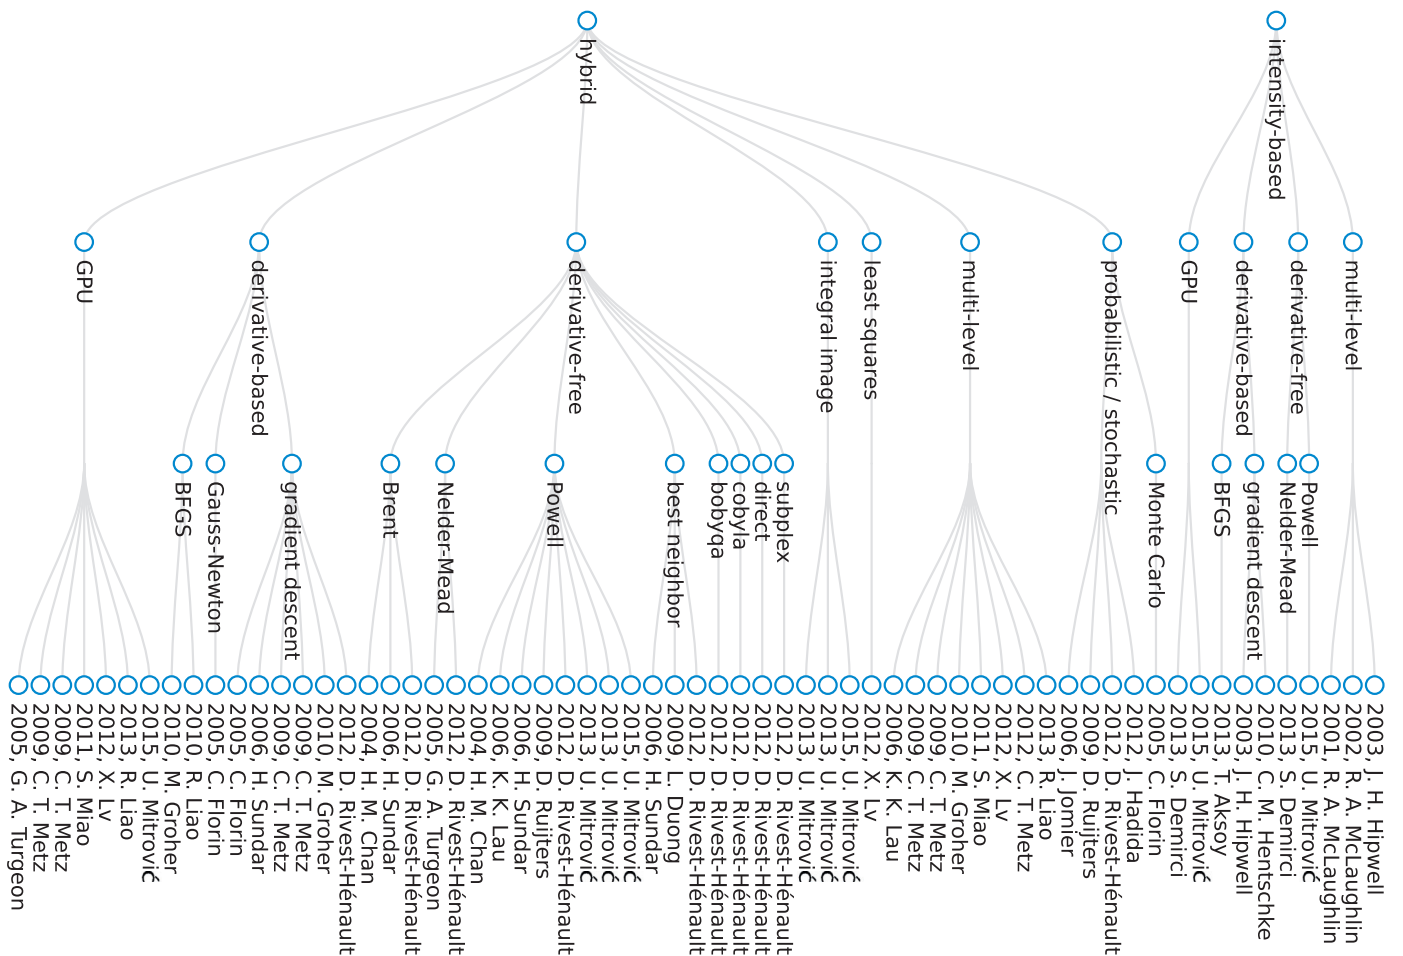 hybrid
intensity-based
GPU
derivative-based
derivative-free
integral image
least squares
multi-level
probabilistic / stochastic
GPU
derivative-based
derivative-free
multi-level
BFGS
Gauss-Newton
gradient descent
Brent
Nelder-Mead
Powell
best neighbor
bobyqa
cobyla
direct
subplex
Monte Carlo
BFGS
gradient descent
Nelder-Mead
Powell
2005, G. A. Turgeon
2009, C. T. Metz
2009, C. T. Metz
2011, S. Miao
2012, X. Lv
2013, R. Liao
2015, U. Mitrović
2010, M. Groher
2010, R. Liao
2005, C. Florin
2005, C. Florin
2006, H. Sundar
2009, C. T. Metz
2009, C. T. Metz
2010, M. Groher
2012, D. Rivest-Hénault
2004, H. M. Chan
2006, H. Sundar
2012, D. Rivest-Hénault
2005, G. A. Turgeon
2012, D. Rivest-Hénault
2004, H. M. Chan
2006, K. K. Lau
2006, H. Sundar
2009, D. Ruijters
2012, D. Rivest-Hénault
2013, U. Mitrović
2013, U. Mitrović
2015, U. Mitrović
2006, H. Sundar
2009, L. Duong
2012, D. Rivest-Hénault
2012, D. Rivest-Hénault
2012, D. Rivest-Hénault
2012, D. Rivest-Hénault
2012, D. Rivest-Hénault
2013, U. Mitrović
2013, U. Mitrović
2015, U. Mitrović
2012, X. Lv
2006, K. K. Lau
2009, C. T. Metz
2009, C. T. Metz
2010, M. Groher
2011, S. Miao
2012, X. Lv
2012, C. T. Metz
2013, R. Liao
2006, J. Jomier
2009, D. Ruijters
2012, D. Rivest-Hénault
2012, J. Hadida
2005, C. Florin
2013, S. Demirci
2015, U. Mitrović
2013, T. Aksoy
2003, J. H. Hipwell
2010, C. M. Hentschke
2013, S. Demirci
2015, U. Mitrović
2001, R. A. McLaughlin
2002, R. A. McLaughlin
2003, J. H. Hipwell